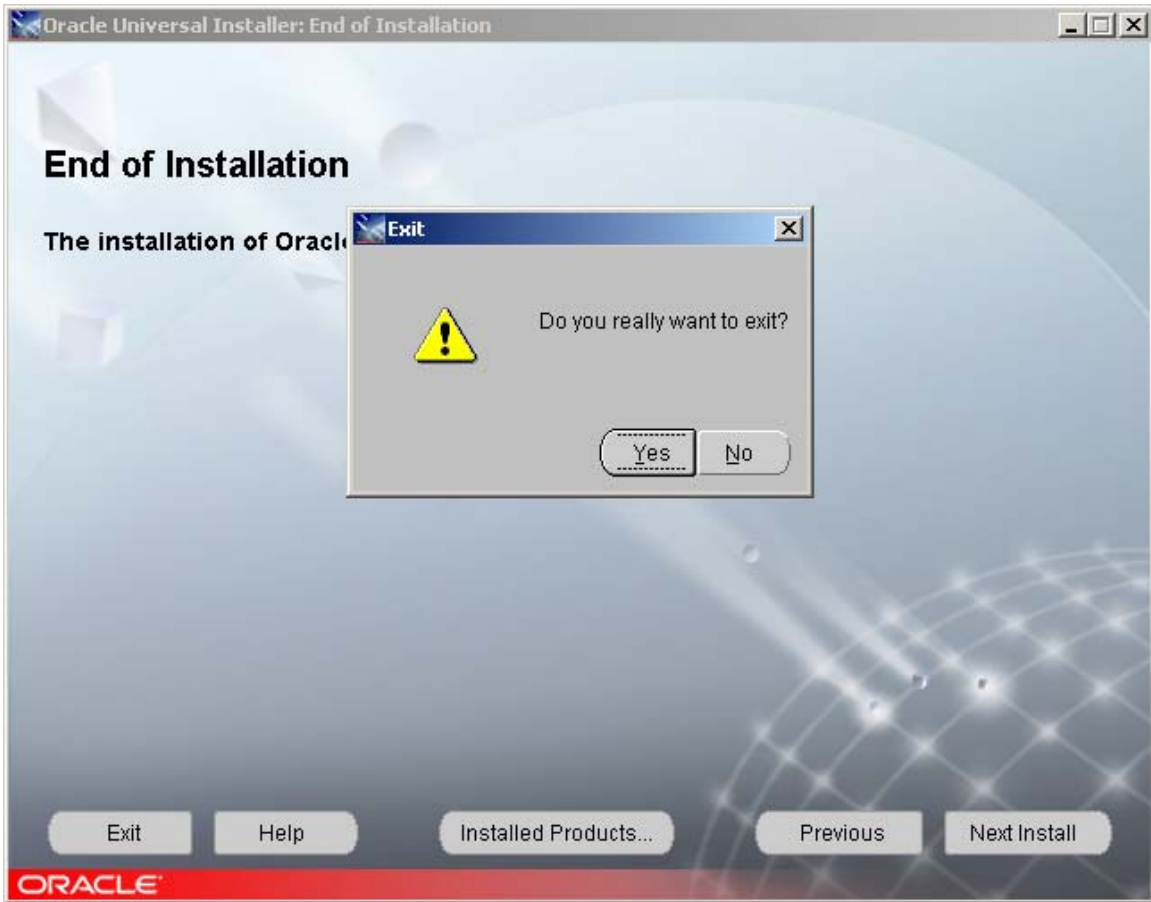 Oracle Universal Installer: End of Installation
End of Installation
The installation of Oracle
Exit
Do you really want to exit?
Yes No
Exit Help Installed Products... Previous Next Install
ORACLE